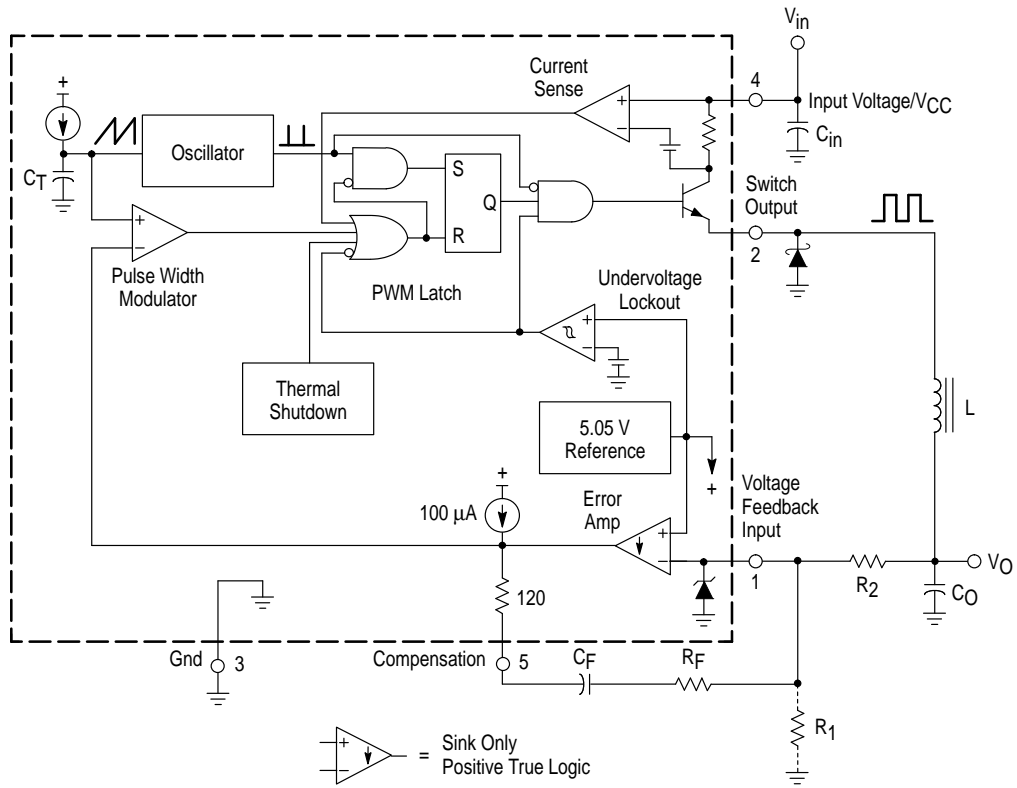 Vin
+
Current
Sense
4
Input Voltage/VCC
Cin
Oscillator
CT
+
−
S
Q
R
+
−
Switch
Output
2
Pulse Width
Modulator
PWM Latch
Undervoltage
Lockout
+
−
Thermal
Shutdown
L
5.05 V
Reference
+
+
100 µA
Error
Amp
Voltage
Feedback
Input
+
−
1
R2
VO
CO
120
Gnd
3
Compensation
5
CF
RF
R1
+
−
= Sink Only
Positive True Logic